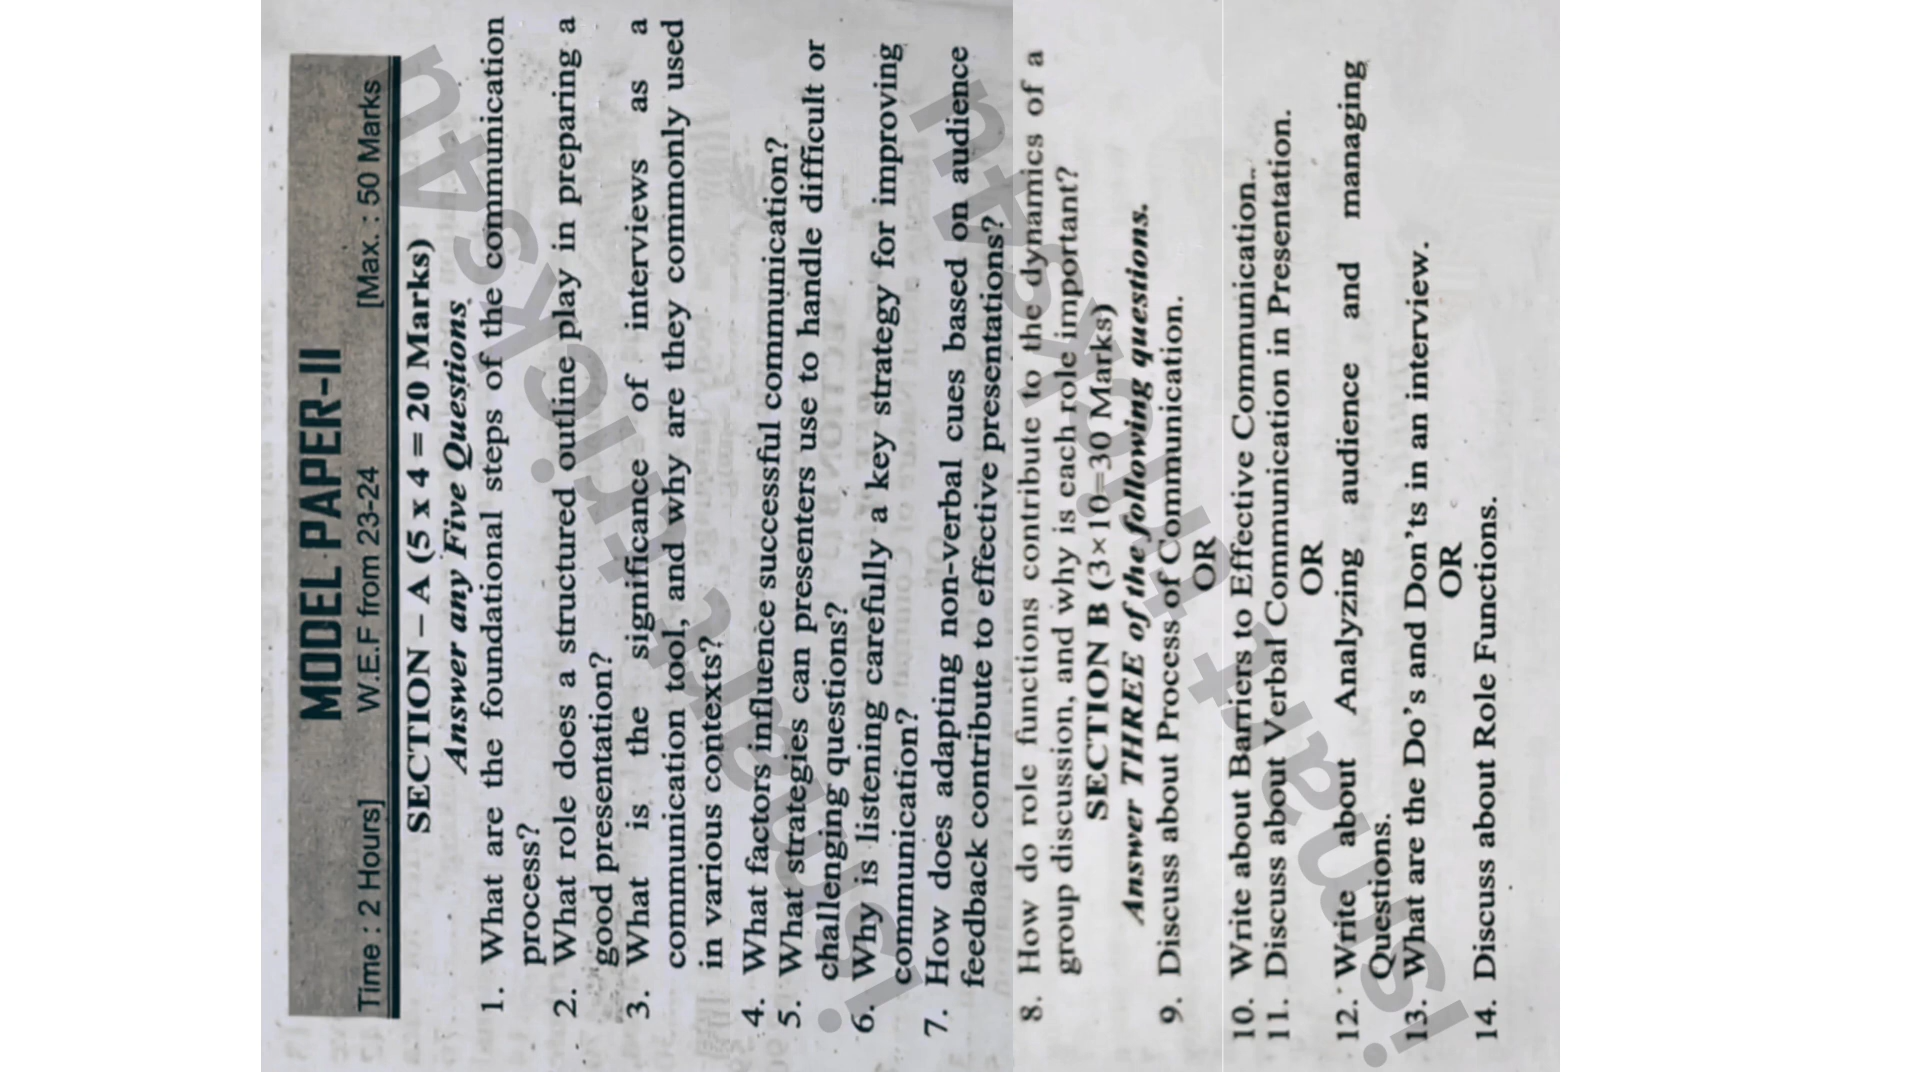 MODEL PAPER-II
Time : 2 Hours] W.E.F from 23-24 [Max. : 50 Marks
SECTION – A (5 x 4 = 20 Marks)
Answer any Five Questions
1. What are the foundational steps of the communication
process?
2. What role does a structured outline play in preparing a
good presentation?
3. What is the significance of interviews as a
communication tool, and why are they commonly used
in various contexts?
4. What factors influence successful communication?
5. What strategies can presenters use to handle difficult or
challenging questions?
6. Why is listening carefully a key strategy for improving
communication?
7. How does adapting non-verbal cues based on audience
feedback contribute to effective presentations?
8. How do role functions contribute to the dynamics of a
group discussion, and why is each role important?
SECTION B (3×10=30 Marks)
Answer THREE of the following questions.
9. Discuss about Process of Communication.
OR
10. Write about Barriers to Effective Communication..
11. Discuss about Verbal Communication in Presentation.
OR
12. Write about Analyzing audience and managing
Questions.
13. What are the Do's and Don'ts in an interview.
OR
14. Discuss about Role Functions.